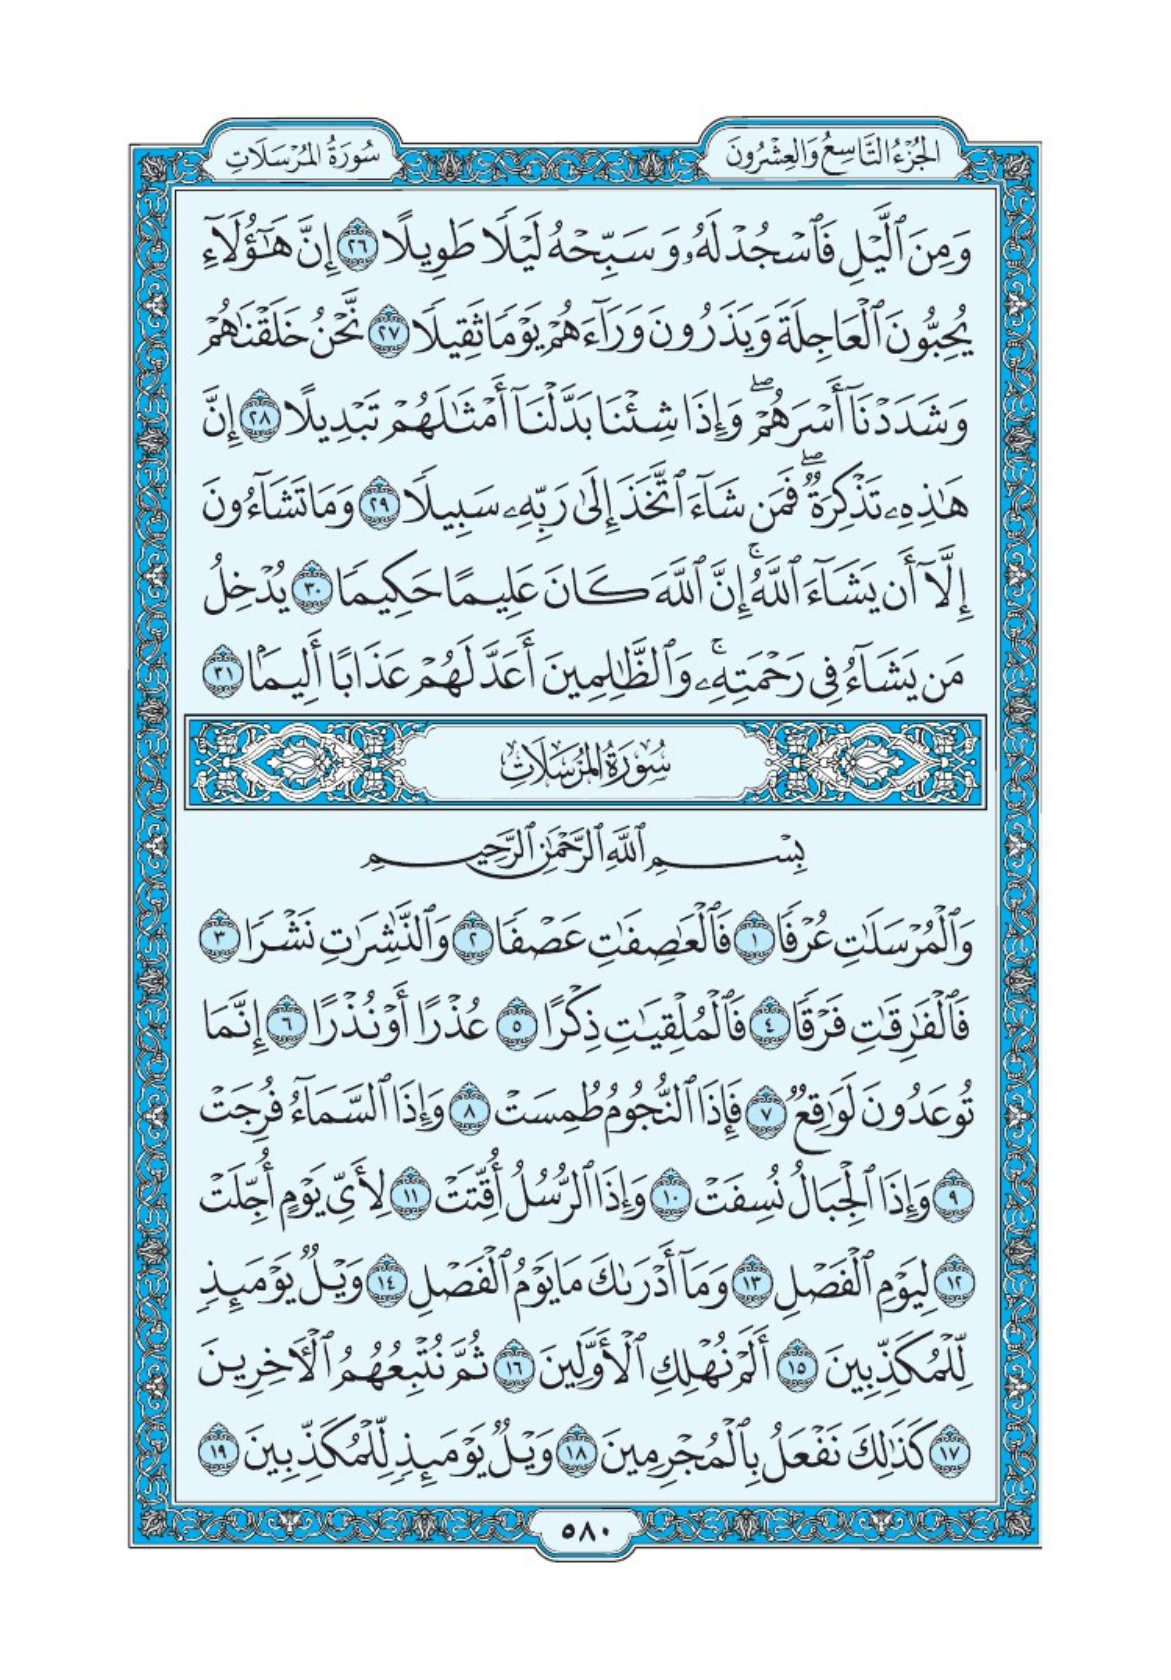 الجُزْءُ التَّاسِعُ وَالعِشْرُونَ
سُورَةُ المُرْسَلَاتِ
وَمِنَ ٱلَّيْلِ فَٱسْجُدْ لَهُۥ وَسَبِّحْهُ لَيْلًا طَوِيلًا ٢٦ إِنَّ هَٰٓؤُلَآءِ
يُحِبُّونَ ٱلْعَاجِلَةَ وَيَذَرُونَ وَرَآءَهُمْ يَوْمًا ثَقِيلًا ٢٧ نَّحْنُ خَلَقْنَٰهُمْ
وَشَدَدْنَآ أَسْرَهُمْ ۖ وَإِذَا شِئْنَا بَدَّلْنَآ أَمْثَٰلَهُمْ تَبْدِيلًا ٢٨ إِنَّ
هَٰذِهِۦ تَذْكِرَةٌ ۖ فَمَن شَآءَ ٱتَّخَذَ إِلَىٰ رَبِّهِۦ سَبِيلًا ٢٩ وَمَا تَشَآءُونَ
إِلَّآ أَن يَشَآءَ ٱللَّهُ ۚ إِنَّ ٱللَّهَ كَانَ عَلِيمًا حَكِيمًا ٣٠ يُدْخِلُ
مَن يَشَآءُ فِى رَحْمَتِهِۦ ۚ وَٱلظَّٰلِمِينَ أَعَدَّ لَهُمْ عَذَابًا أَلِيمًۢا ٣١
سُورَةُ المُرْسَلَاتِ
بِسْمِ ٱللَّهِ ٱلرَّحْمَٰنِ ٱلرَّحِيمِ
وَٱلْمُرْسَلَٰتِ عُرْفًا ١ فَٱلْعَٰصِفَٰتِ عَصْفًا ٢ وَٱلنَّٰشِرَٰتِ نَشْرًا ٣
فَٱلْفَٰرِقَٰتِ فَرْقًا ٤ فَٱلْمُلْقِيَٰتِ ذِكْرًا ٥ عُذْرًا أَوْ نُذْرًا ٦ إِنَّمَا
تُوعَدُونَ لَوَٰقِعٌ ٧ فَإِذَا ٱلنُّجُومُ طُمِسَتْ ٨ وَإِذَا ٱلسَّمَآءُ فُرِجَتْ
٩ وَإِذَا ٱلْجِبَالُ نُسِفَتْ ١٠ وَإِذَا ٱلرُّسُلُ أُقِّتَتْ ١١ لِأَىِّ يَوْمٍ أُجِّلَتْ
١٢ لِيَوْمِ ٱلْفَصْلِ ١٣ وَمَآ أَدْرَىٰكَ مَا يَوْمُ ٱلْفَصْلِ ١٤ وَيْلٌ يَوْمَئِذٍ
لِّلْمُكَذِّبِينَ ١٥ أَلَمْ نُهْلِكِ ٱلْأَوَّلِينَ ١٦ ثُمَّ نُتْبِعُهُمُ ٱلْءَاخِرِينَ
١٧ كَذَٰلِكَ نَفْعَلُ بِٱلْمُجْرِمِينَ ١٨ وَيْلٌ يَوْمَئِذٍ لِّلْمُكَذِّبِينَ ١٩
٥٨٠